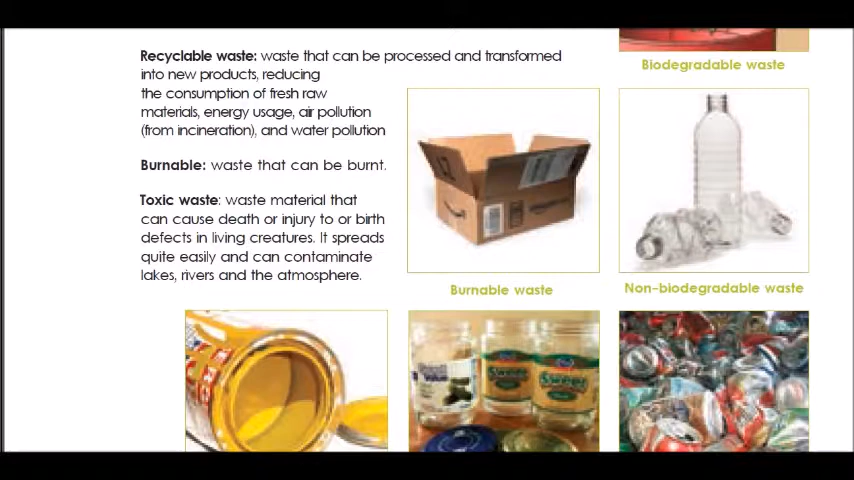 Biodegradable waste
Recyclable waste: waste that can be processed and transformed
into new products, reducing
the consumption of fresh raw
materials, energy usage, air pollution
(from incineration), and water pollution
Burnable: waste that can be burnt.
Toxic waste: waste material that
can cause death or injury to or birth
defects in living creatures. It spreads
quite easily and can contaminate
lakes, rivers and the atmosphere.
Burnable waste
Non-biodegradable waste
Value
Sweet
Sweet